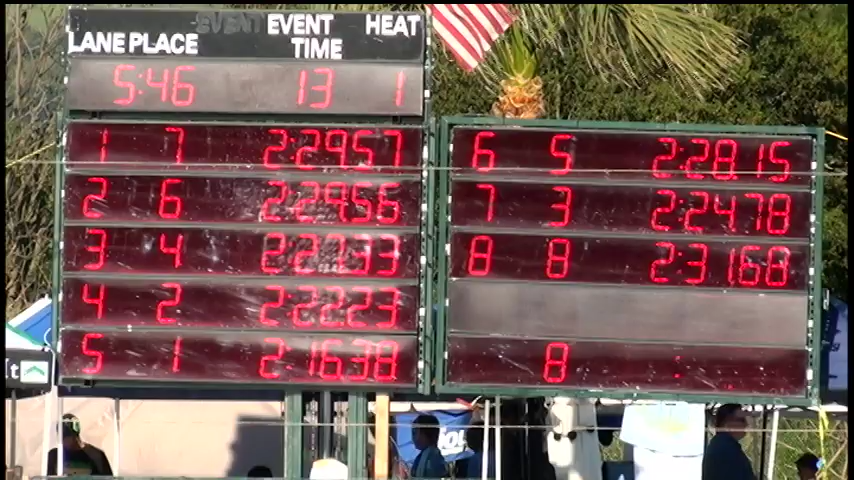 EVENT EVENT HEAT
LANE PLACE TIME
5:46 13 1
1 7 2:29.57
2 6 2:29.56
3 4 2:27.33
4 2 2:22.23
5 1 2:16.38
6 5 2:28.15
7 3 2:24.78
8 8 2:31.68
8 : .